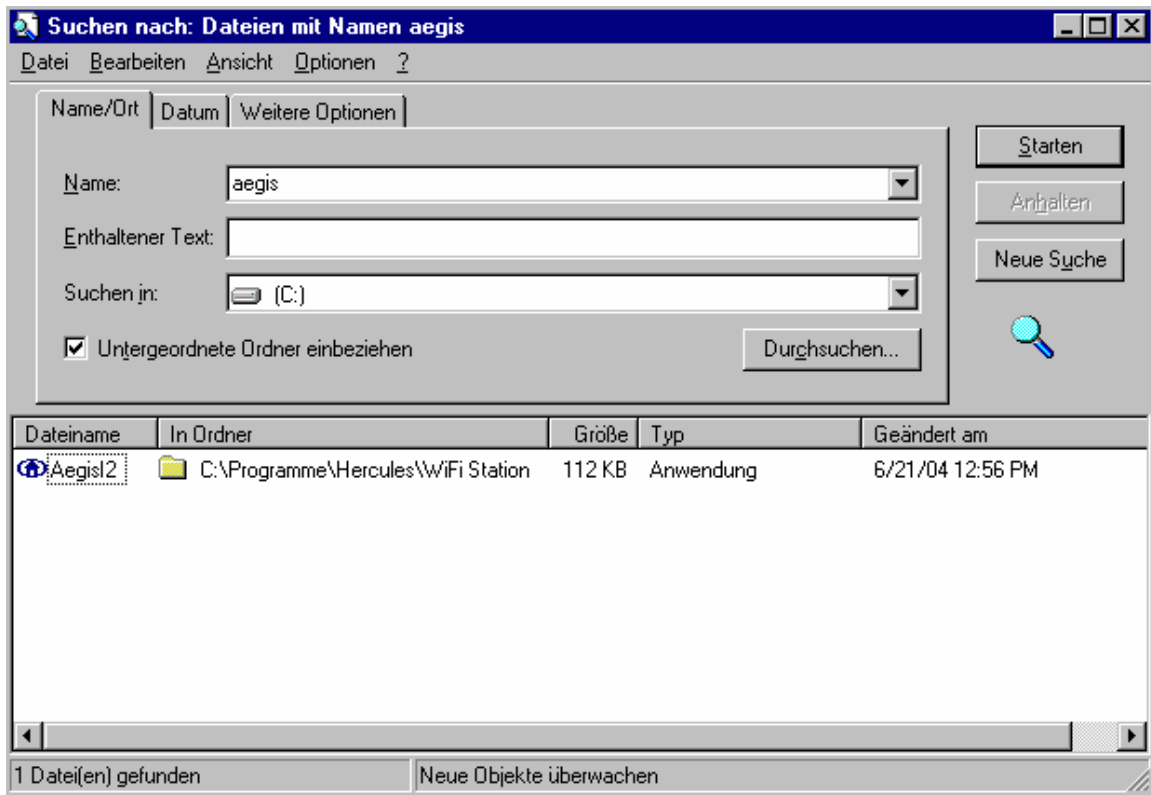 Suchen nach: Dateien mit Namen aegis
Datei Bearbeiten Ansicht Optionen ?
Name/Ort Datum Weitere Optionen
Starten
Name: aegis
Anhalten
Enthaltener Text:
Neue Suche
Suchen in: (C:)
Untergeordnete Ordner einbeziehen Durchsuchen...
Dateiname In Ordner Größe Typ Geändert am
AegisI2 C:\Programme\Hercules\WiFi Station 112 KB Anwendung 6/21/04 12:56 PM
1 Datei(en) gefunden Neue Objekte überwachen